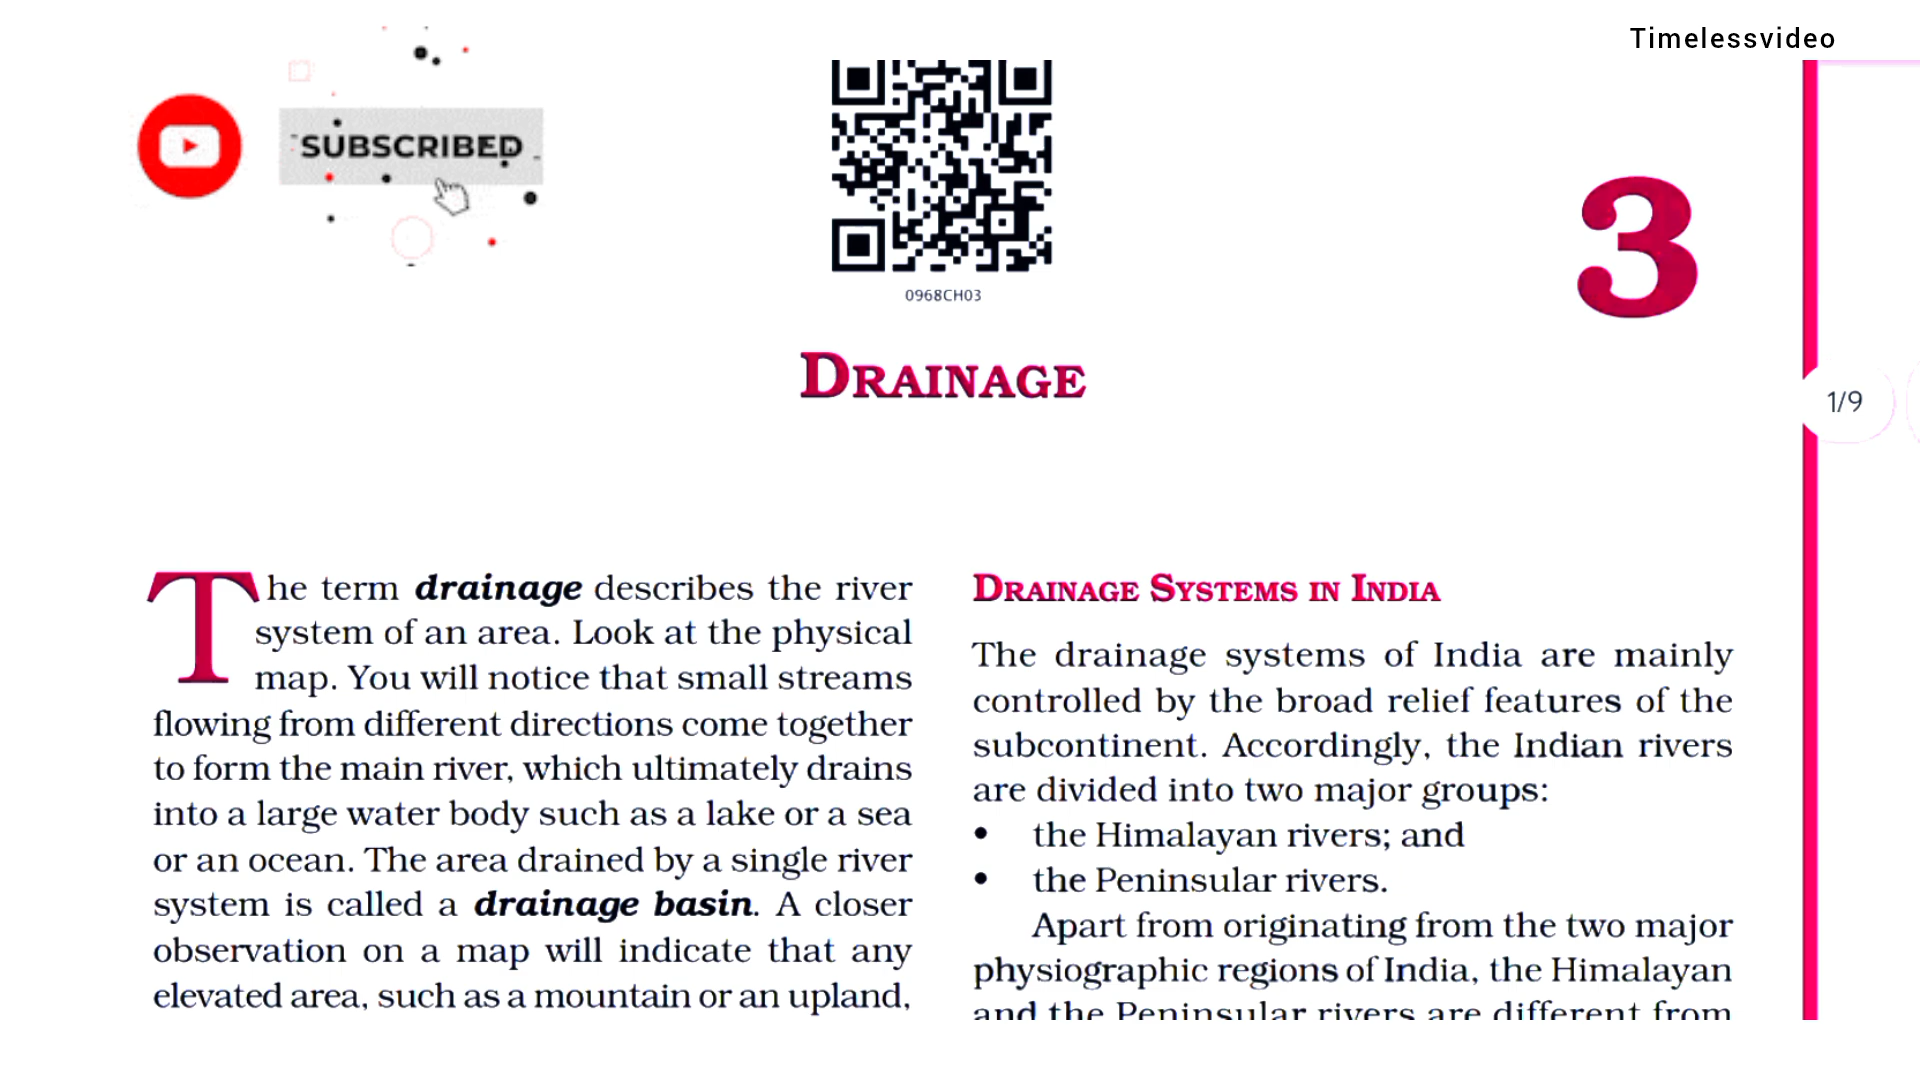 Timelessvideo
SUBSCRIBED
0968CH03
3
DRAINAGE
1/9
The term drainage describes the river
system of an area. Look at the physical
map. You will notice that small streams
flowing from different directions come together
to form the main river, which ultimately drains
into a large water body such as a lake or a sea
or an ocean. The area drained by a single river
system is called a drainage basin. A closer
observation on a map will indicate that any
elevated area, such as a mountain or an upland,
DRAINAGE SYSTEMS IN INDIA
The drainage systems of India are mainly
controlled by the broad relief features of the
subcontinent. Accordingly, the Indian rivers
are divided into two major groups:
• the Himalayan rivers; and
• the Peninsular rivers.
Apart from originating from the two major
physiographic regions of India, the Himalayan
and the Peninsular rivers are different from